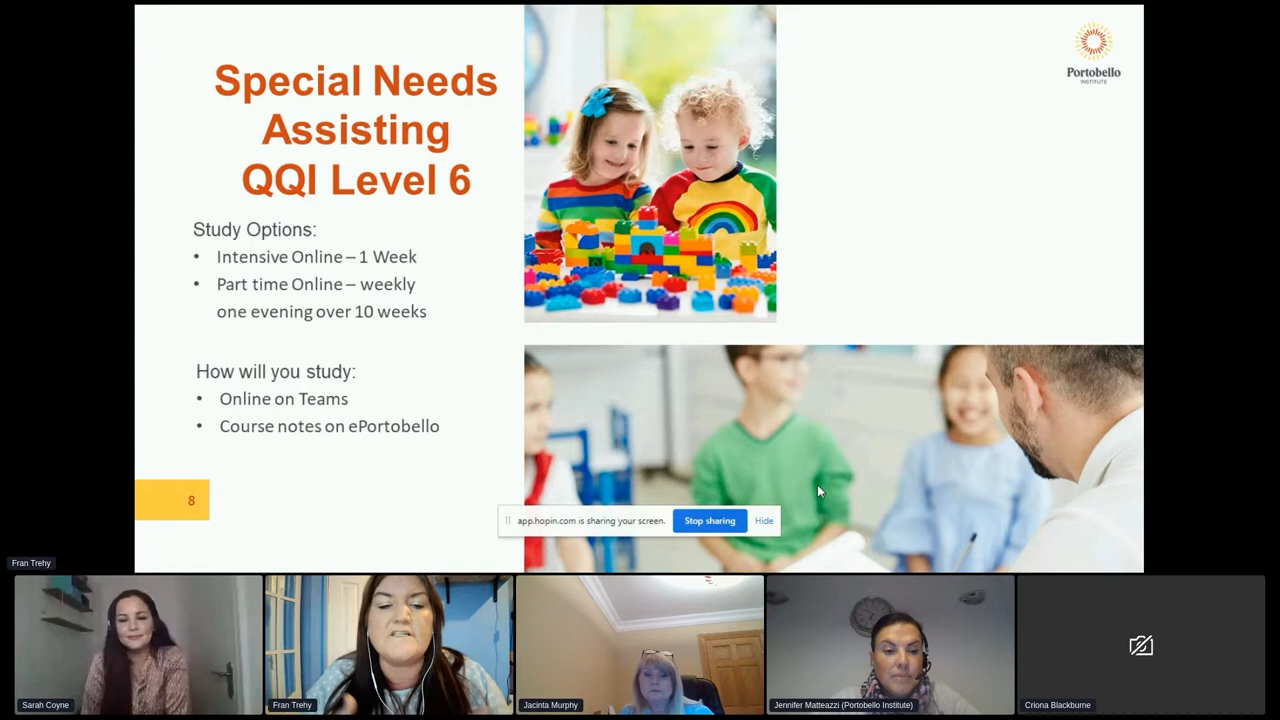 Special Needs
Assisting
QQI Level 6
Portobello
INSTITUTE
Study Options:
• Intensive Online – 1 Week
• Part time Online – weekly
one evening over 10 weeks
How will you study:
• Online on Teams
• Course notes on ePortobello
8
app.hopin.com is sharing your screen.
Stop sharing
Hide
Fran Trehy
Sarah Coyne
Fran Trehy
Jacinta Murphy
Jennifer Matteazzi (Portobello Institute)
Criona Blackburne